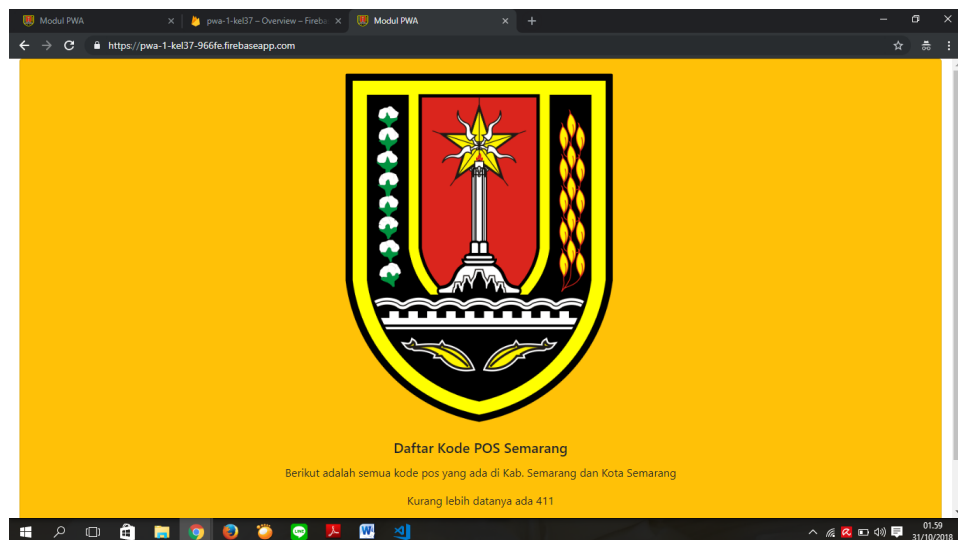 Modul PWA
pwa-1-kel37 – Overview – Fireba
Modul PWA
https://pwa-1-kel37-966fe.firebaseapp.com
Daftar Kode POS Semarang
Berikut adalah semua kode pos yang ada di Kab. Semarang dan Kota Semarang
Kurang lebih datanya ada 411
01.59
31/10/2018